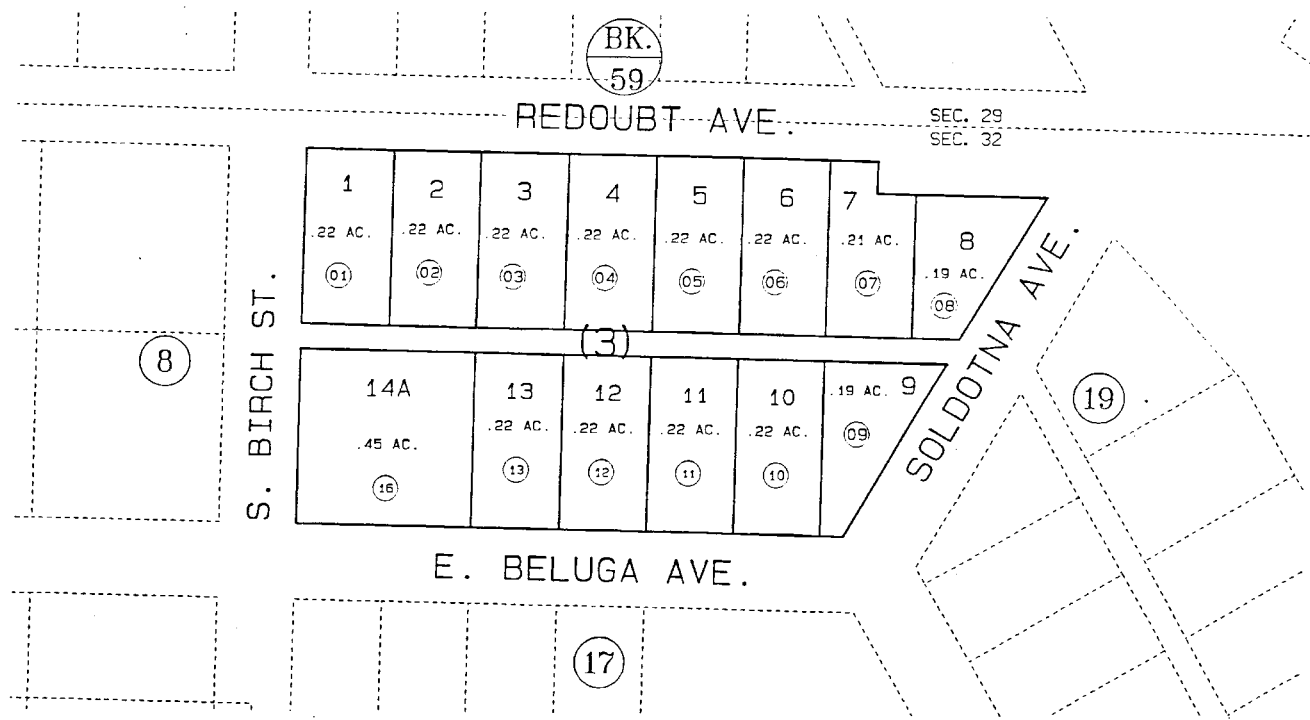 BK.
59
REDOUBT AVE.
SEC. 29
SEC. 32
1
2
3
4
5
6
7
8
.22 AC.
.22 AC.
.22 AC.
.22 AC.
.22 AC.
.22 AC.
.21 AC.
.19 AC.
01
02
03
04
05
06
07
08
S. BIRCH ST.
SOLDOTNA AVE.
(3)
8
19
14A
13
12
11
10
9
.45 AC.
.22 AC.
.22 AC.
.22 AC.
.22 AC.
.19 AC.
16
13
12
11
10
09
E. BELUGA AVE.
17